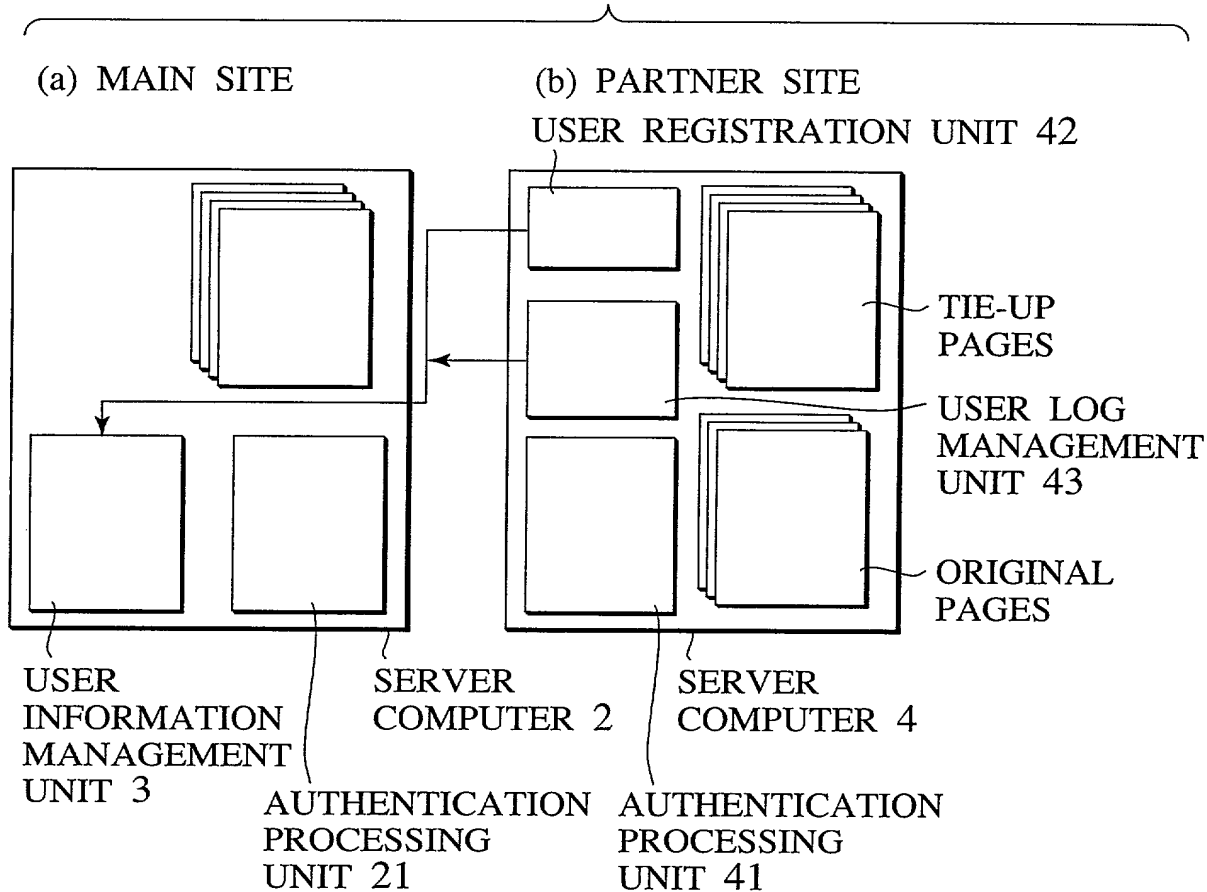 (a) MAIN SITE
(b) PARTNER SITE
USER REGISTRATION UNIT 42
TIE-UP
PAGES
USER LOG
MANAGEMENT
UNIT 43
ORIGINAL
PAGES
USER
INFORMATION
MANAGEMENT
UNIT 3
SERVER
COMPUTER 2
SERVER
COMPUTER 4
AUTHENTICATION
PROCESSING
UNIT 21
AUTHENTICATION
PROCESSING
UNIT 41